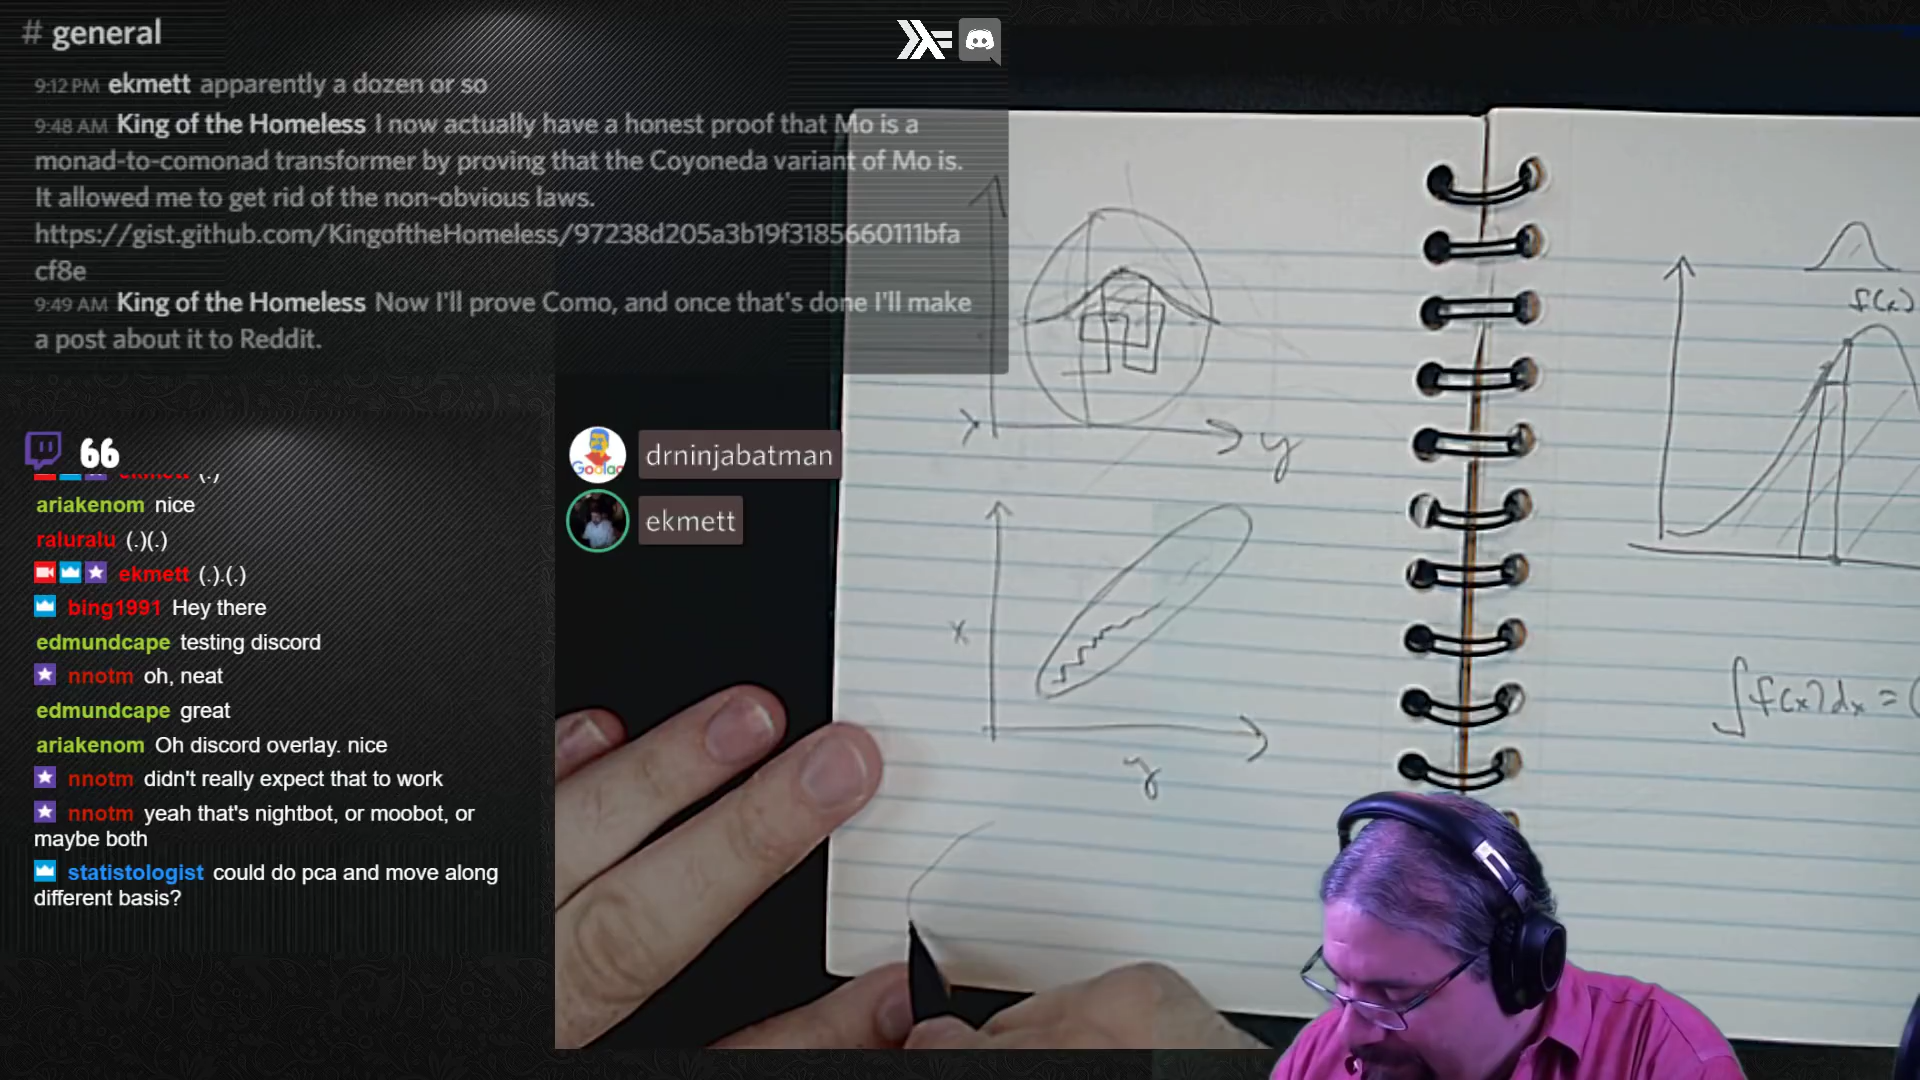 # general
9:12 PM ekmett apparently a dozen or so
9:48 AM King of the Homeless I now actually have a honest proof that Mo is a
monad-to-comonad transformer by proving that the Coyoneda variant of Mo is.
It allowed me to get rid of the non-obvious laws.
https://gist.github.com/KingoftheHomeless/97238d205a3b19f3185660111bfa
cf8e
9:49 AM King of the Homeless Now I'll prove Como, and once that's done I'll make
a post about it to Reddit.
66
ekmett (.)
ariakenom nice
raluralu (.)(.)
ekmett (.).(.)
bing1991 Hey there
edmundcape testing discord
nnotm oh, neat
edmundcape great
ariakenom Oh discord overlay. nice
nnotm didn't really expect that to work
nnotm yeah that's nightbot, or moobot, or
maybe both
statistologist could do pca and move along
different basis?
drninjabatman
ekmett
y
x
y
f(x)
∫f(x)dx =